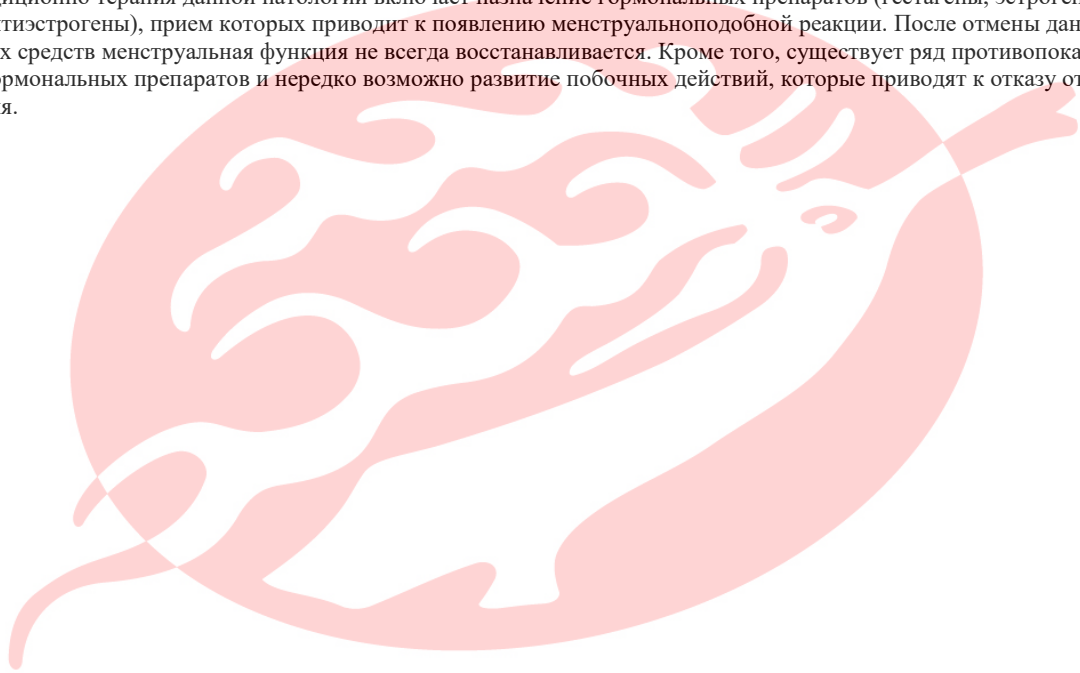 диционно терапия данной патологии включает назначение гормональных препаратов (гестагены, эстроген
тиэстрогены), прием которых приводит к появлению менструальноподобной реакции. После отмены дан
х средств менструальная функция не всегда восстанавливается. Кроме того, существует ряд противопока
ормональных препаратов и нередко возможно развитие побочных действий, которые приводят к отказу от
я.